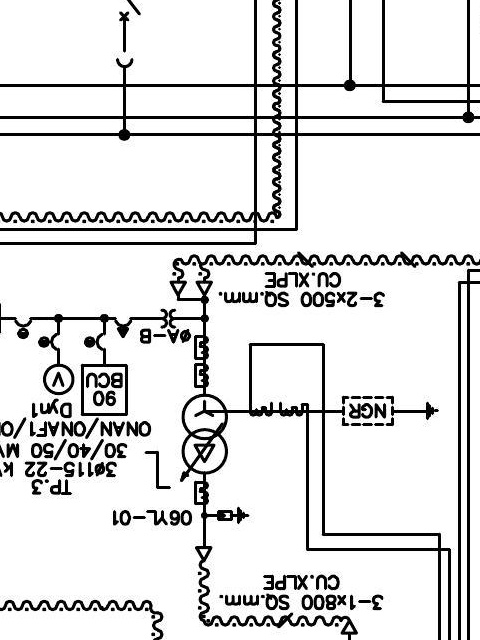 3-1x800 SQ.mm.
CU.XLPE
06YL-01
TP.3
3ø115-22 k
30/40/50 MV
ONAN/ONAF1/O
Dyn1
NGR
90
BCU
V
øA-B
3-2x500 SQ.mm.
CU.XLPE